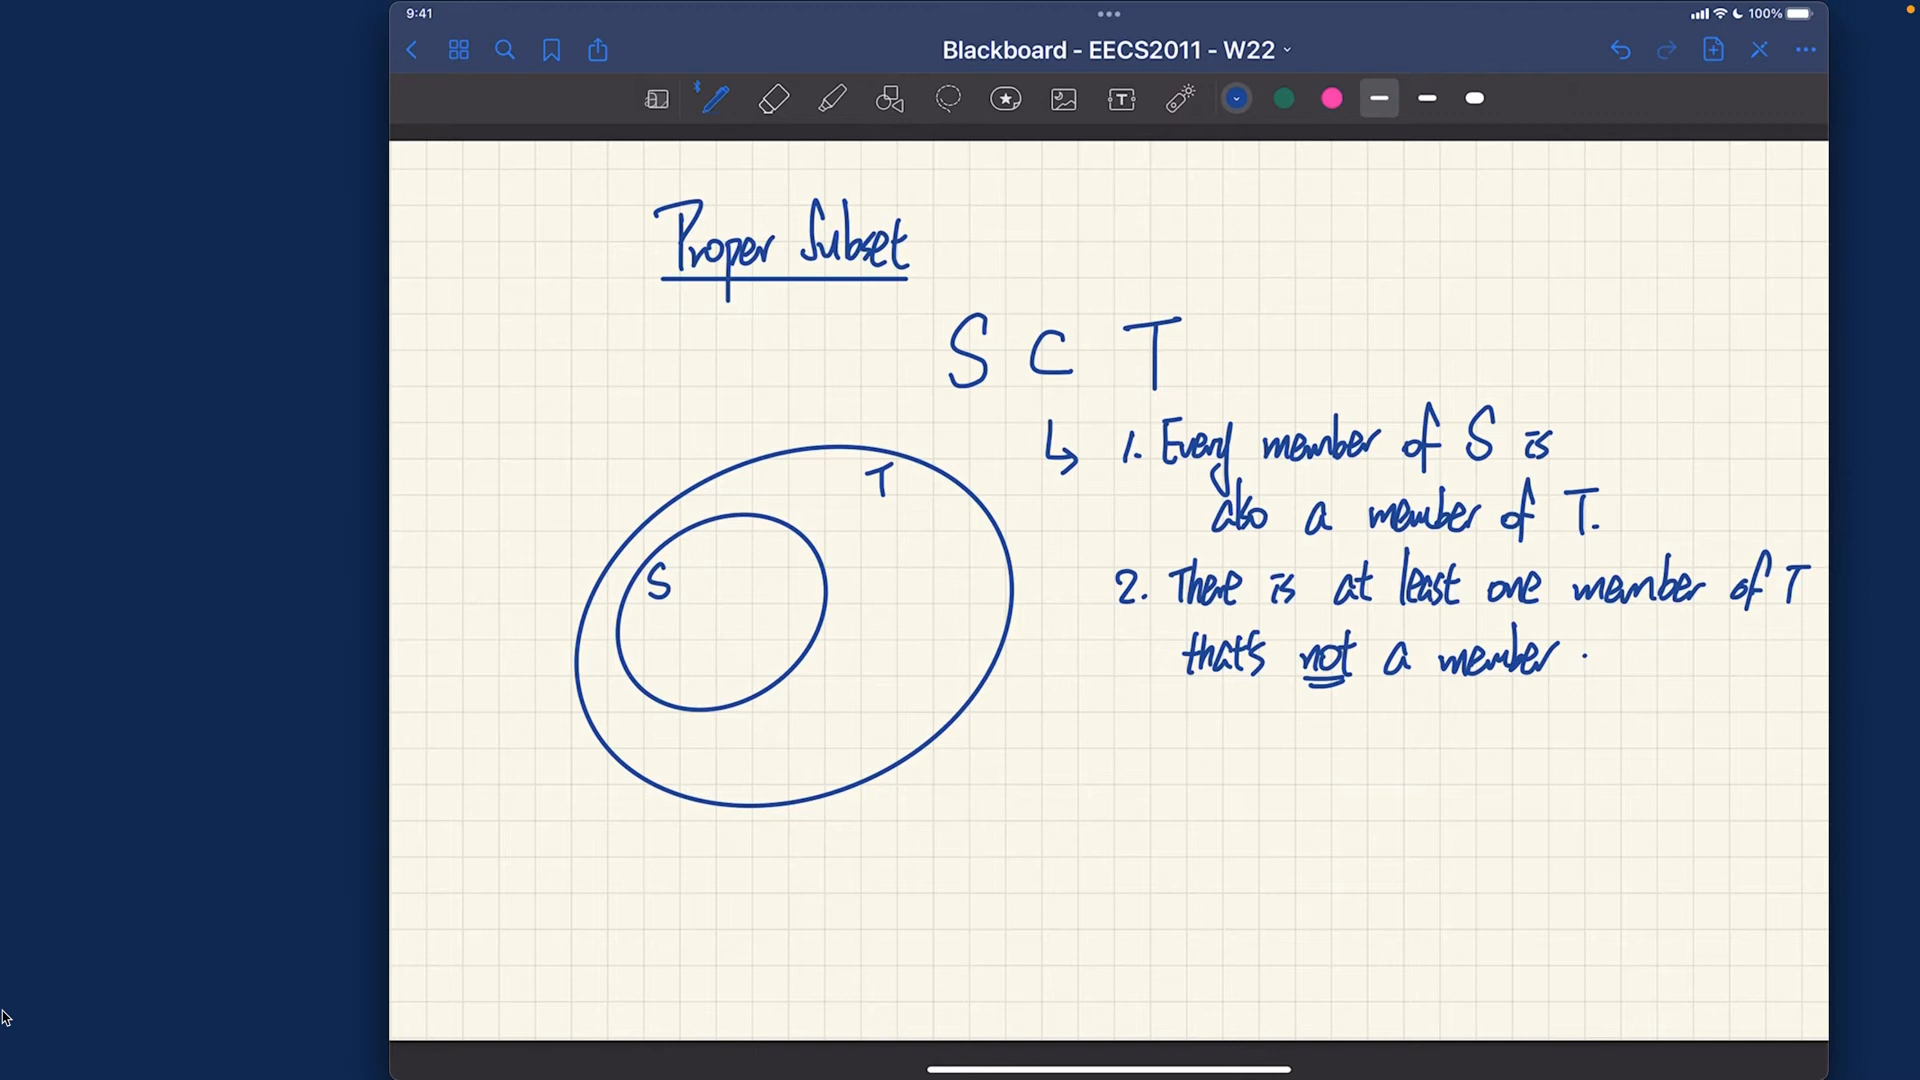 9:41
100%
Blackboard - EECS2011 - W22
Proper Subset
S ⊂ T
↳ 1. Every member of S is
also a member of T.
2. There is at least one member of T
that's not a member
T
S